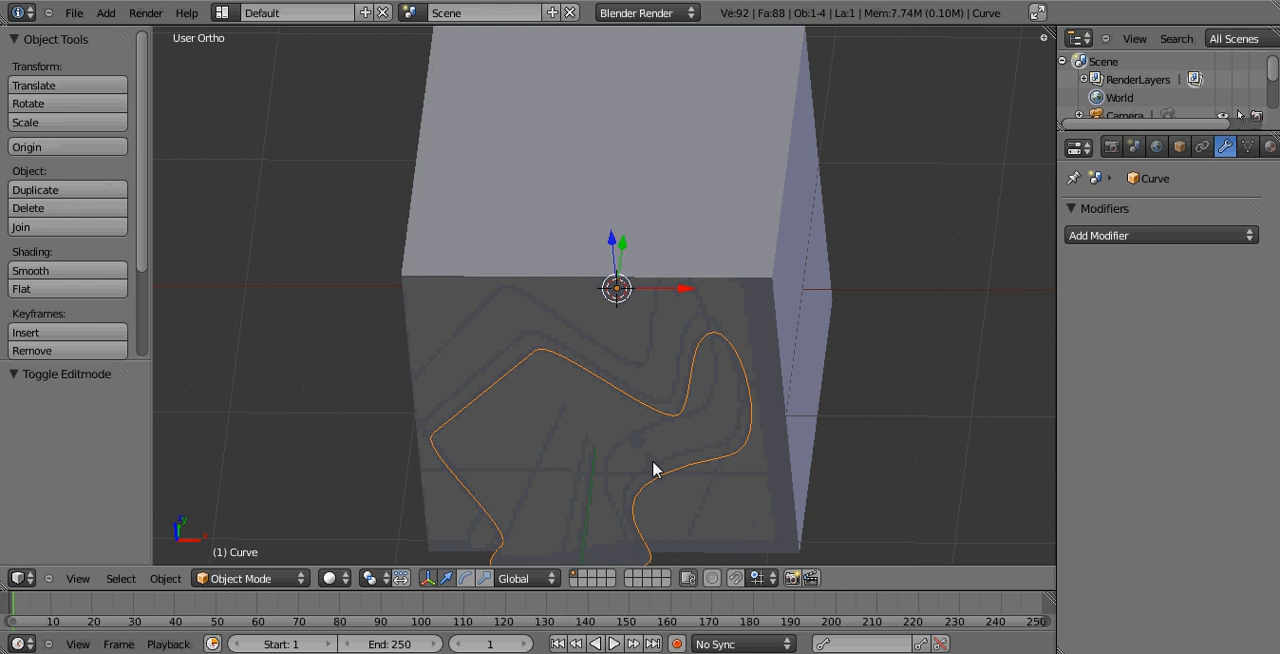 File Add Render Help Default Scene Blender Render Ve:92 | Fa:88 | Ob:1-4 | La:1 | Mem:7.74M (0.10M) | Curve
Object Tools
Transform:
Translate
Rotate
Scale
Origin
Object:
Duplicate
Delete
Join
Shading:
Smooth
Flat
Keyframes:
Insert
Remove
Toggle Editmode
User Ortho
(1) Curve
View Search All Scenes
Scene
RenderLayers
World
Camera
Curve
Modifiers
Add Modifier
View Select Object Object Mode Global
10 20 30 40 50 60 70 80 90 100 110 120 130 140 150 160 170 180 190 200 210 220 230 240 250
View Frame Playback Start: 1 End: 250 1 No Sync